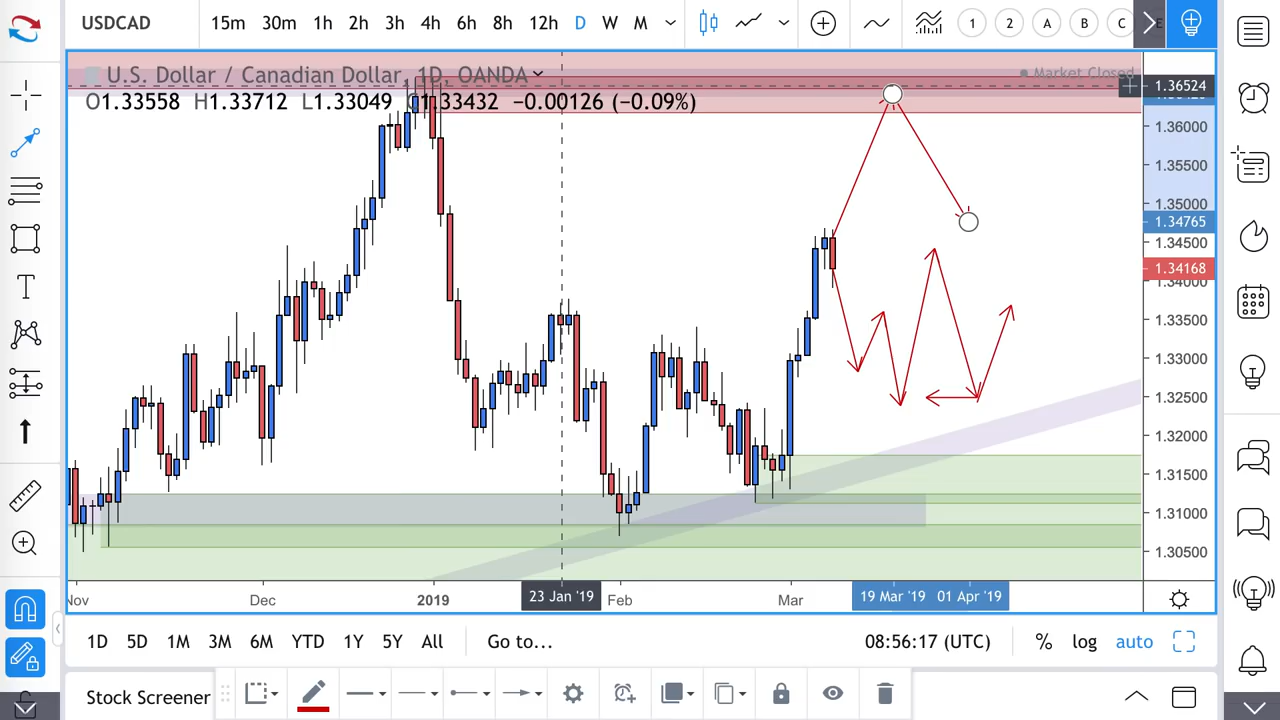 USDCAD 15m 30m 1h 2h 3h 4h 6h 8h 12h D W M 1 2 A B C
U.S. Dollar / Canadian Dollar, 1D, OANDA
Market Closed
O1.33558 H1.33712 L1.33049 C1.33432 −0.00126 (−0.09%)
1.36524
1.36000
1.35500
1.35000
1.34765
1.34500
1.34168
1.34000
1.33500
1.33000
1.32500
1.32000
1.31500
1.31000
1.30500
Nov Dec 2019 23 Jan '19 Feb Mar 19 Mar '19 01 Apr '19
1D 5D 1M 3M 6M YTD 1Y 5Y All Go to... 08:56:17 (UTC) % log auto
Stock Screener